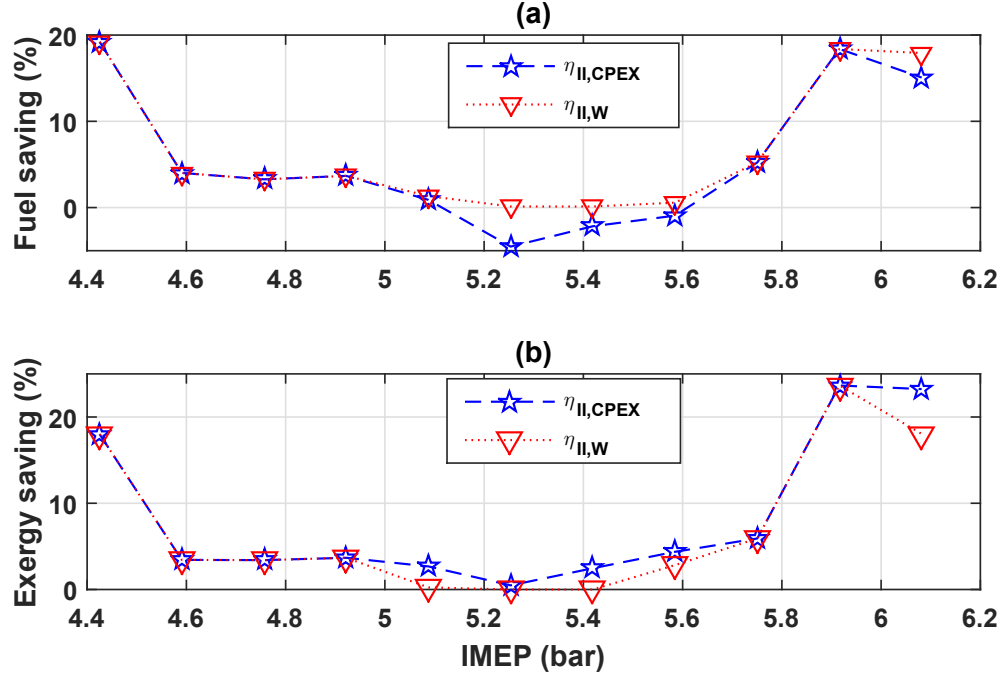 (a)
Fuel saving (%)
20
10
0
η_II,CPEX
η_II,W
4.4 4.6 4.8 5 5.2 5.4 5.6 5.8 6 6.2
(b)
Exergy saving (%)
20
10
0
η_II,CPEX
η_II,W
4.4 4.6 4.8 5 5.2 5.4 5.6 5.8 6 6.2
IMEP (bar)